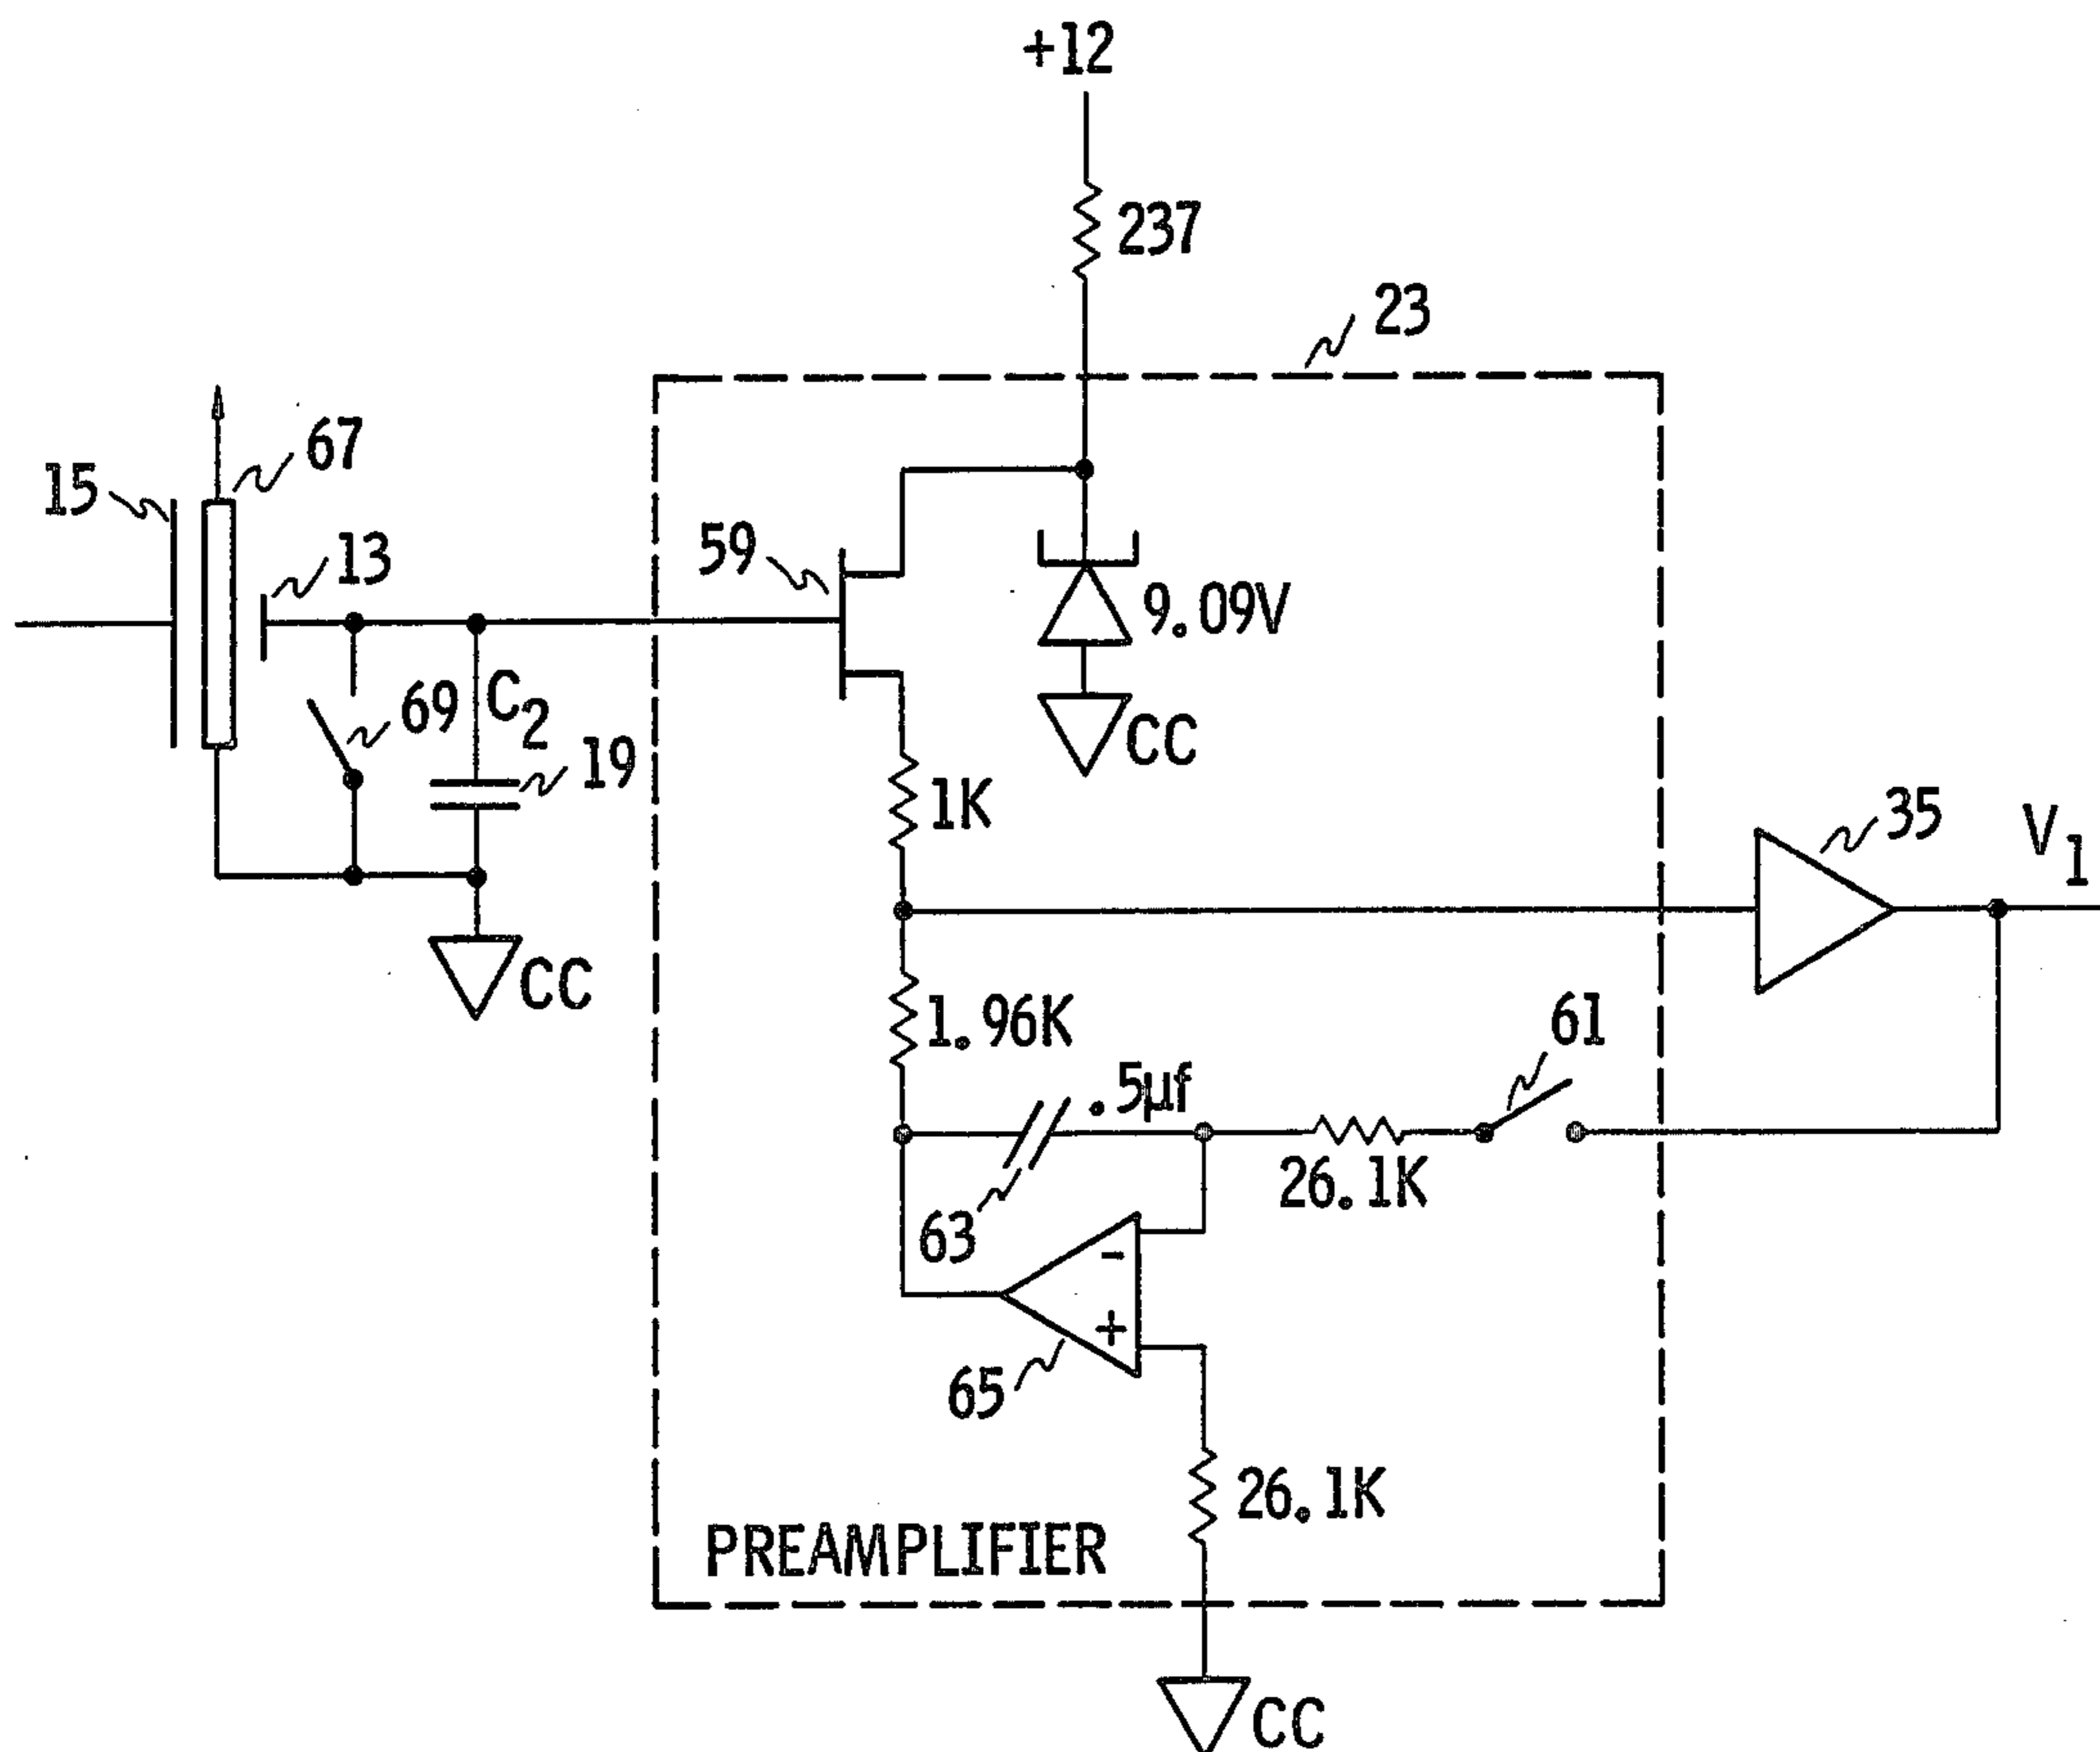 +12
237
23
67
15
13
59
9.09V
69
C2
19
CC
1K
35
V1
CC
1.96K
61
.5µf
26.1K
63
65
26.1K
PREAMPLIFIER
CC